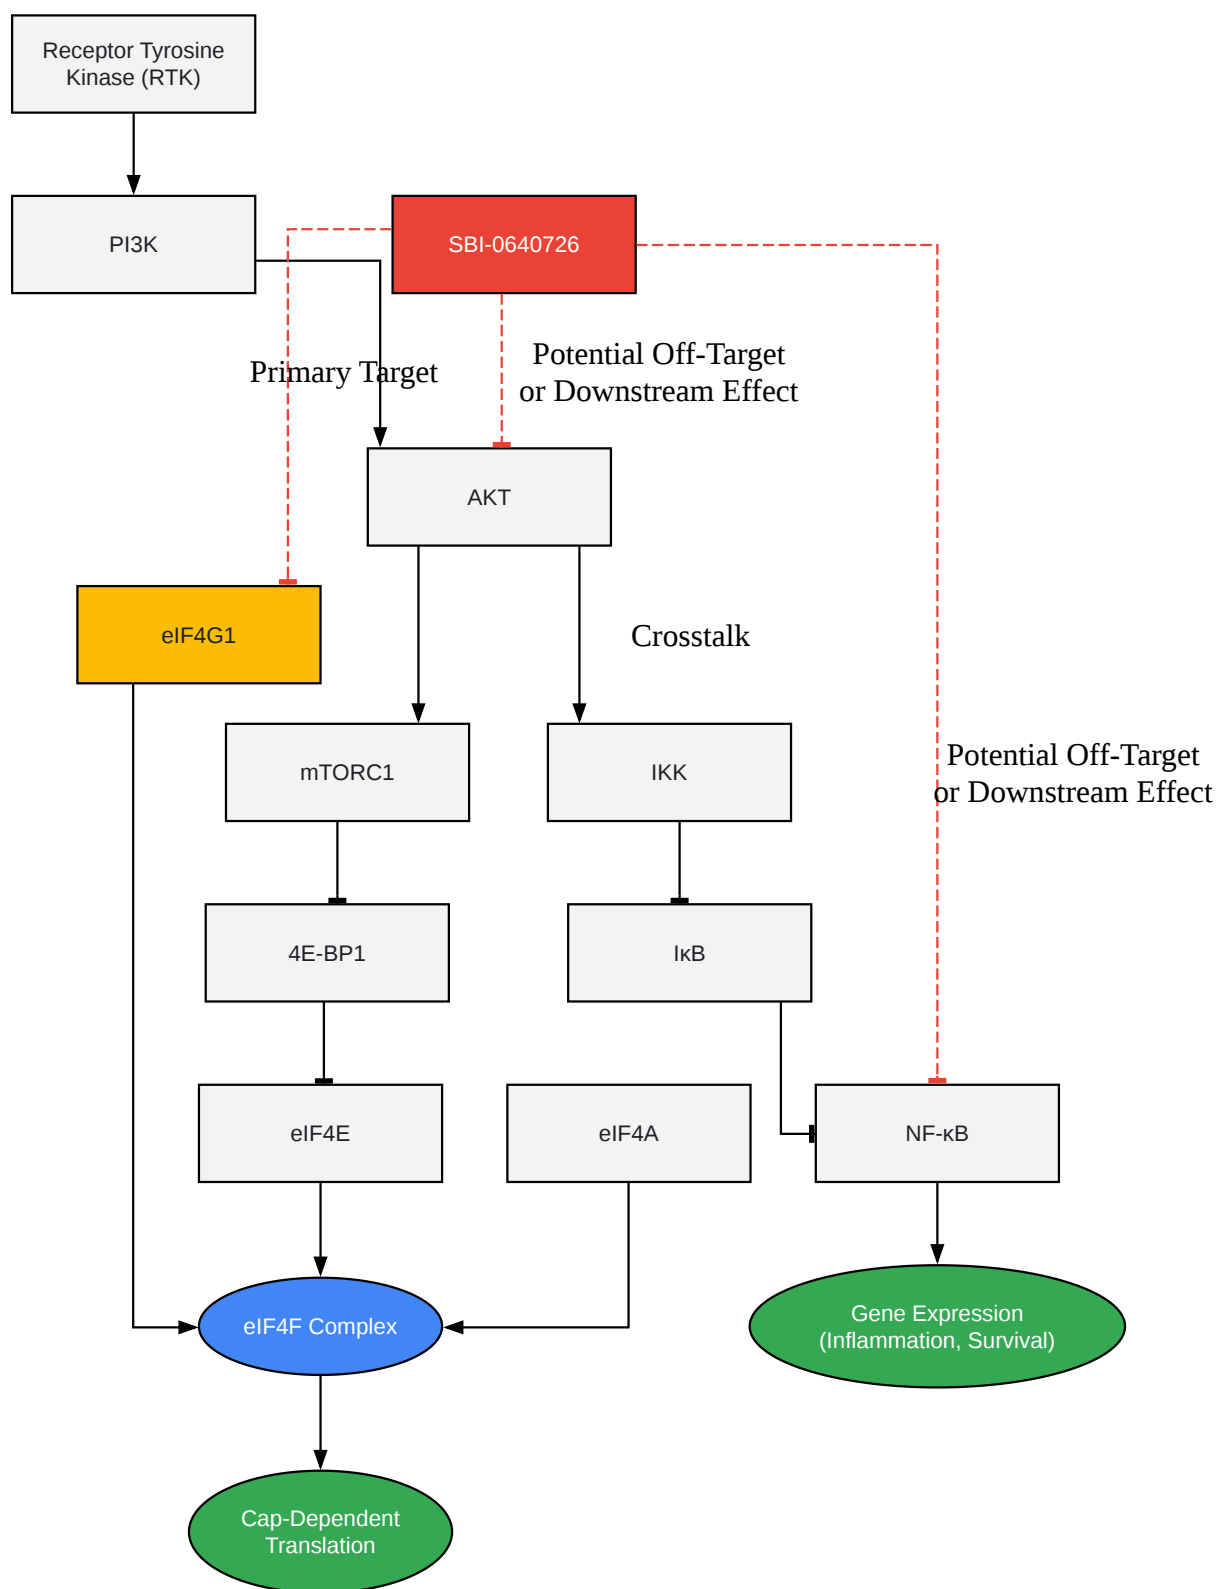 Receptor Tyrosine
Kinase (RTK)
PI3K
SBI-0640726
Primary Target
Potential Off-Target
or Downstream Effect
AKT
eIF4G1
Crosstalk
mTORC1
IKK
Potential Off-Target
or Downstream Effect
4E-BP1
IκB
eIF4E
eIF4A
NF-κB
eIF4F Complex
Gene Expression
(Inflammation, Survival)
Cap-Dependent
Translation